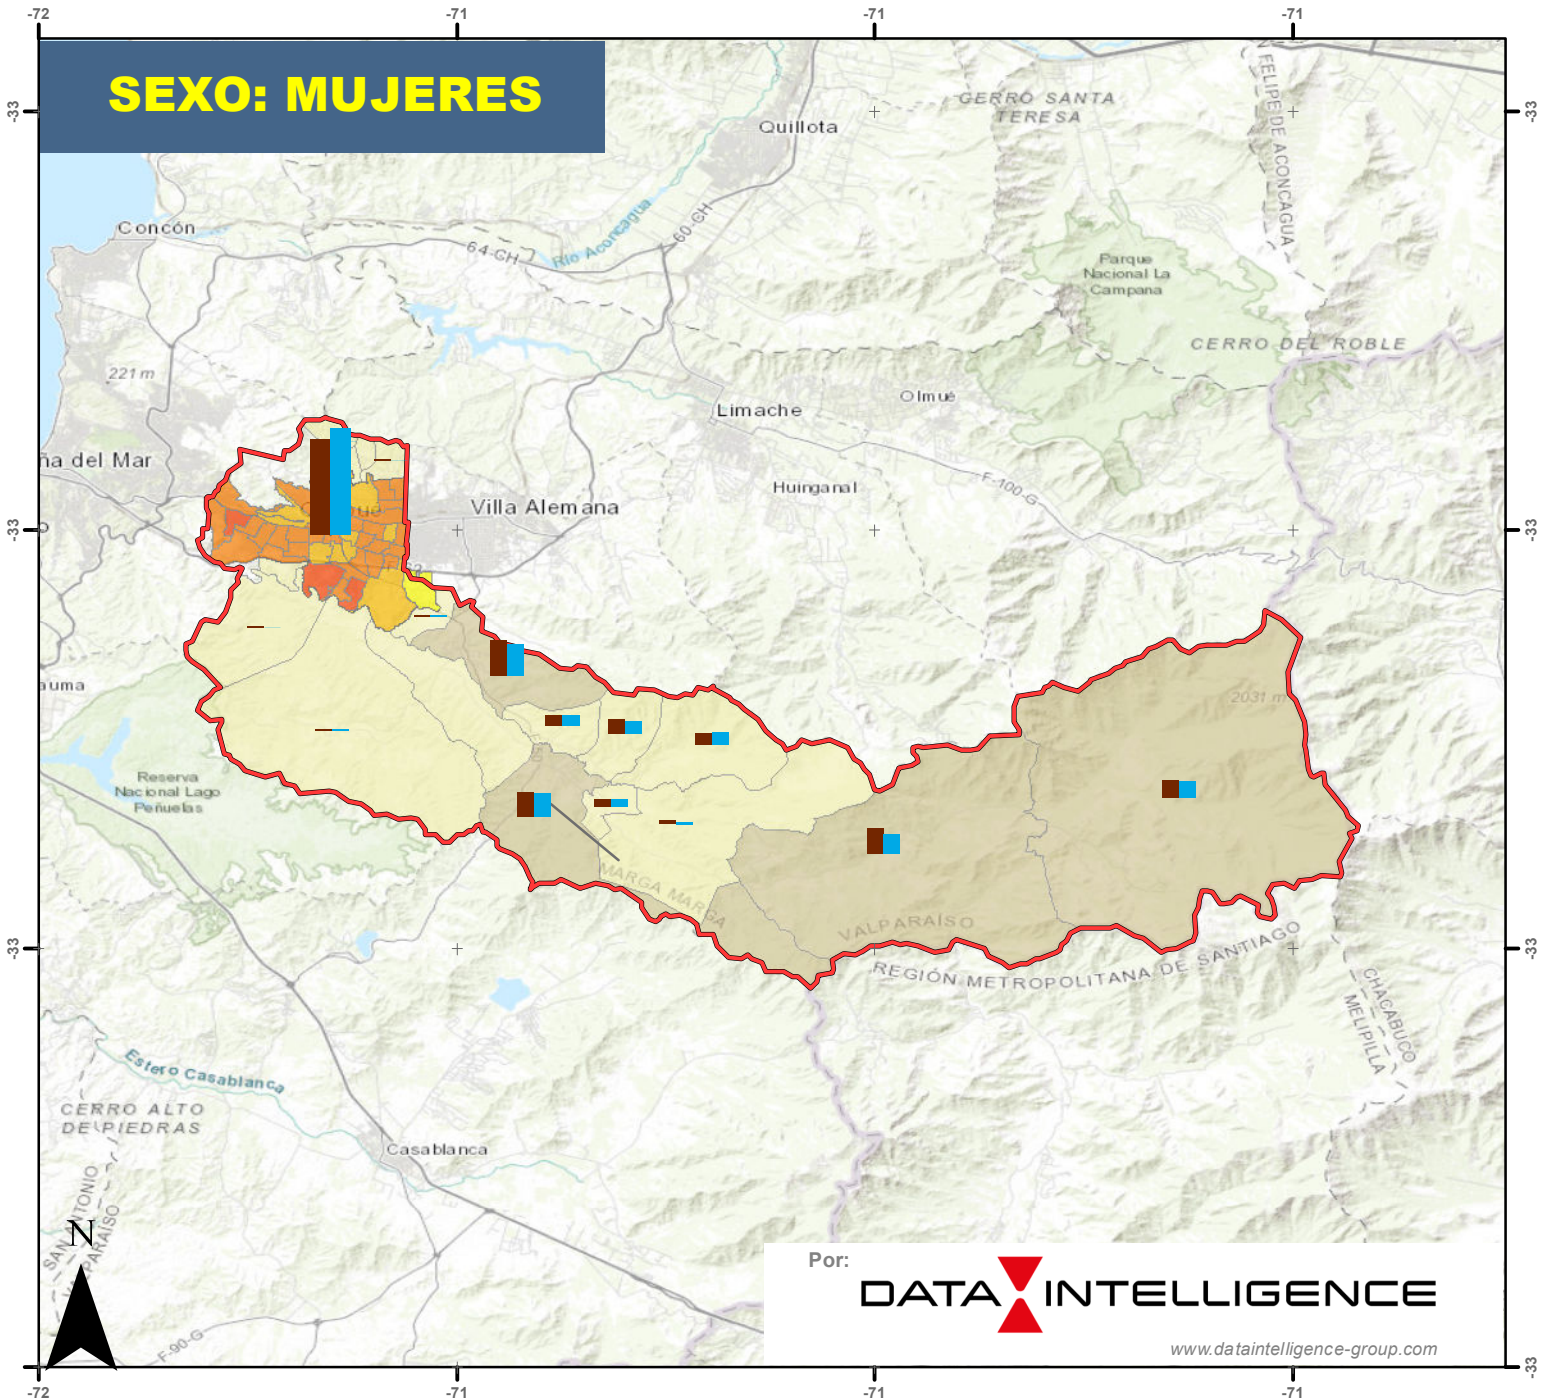 -72
-71
-71
-71
SEXO: MUJERES
-33
-33
Quillota
CERRO SANTA
TERESA
FELIPE DE ACONCAGUA
Concón
Río Aconcagua
60-CH
64-CH
Parque
Nacional La
Campana
CERRO DEL ROBLE
221 m
Limache
Olmué
ña del Mar
Villa Alemana
Huinganal
F-100-G
-33
-33
auma
2031 m
Reserva
Nacional Lago
Peñuelas
MARGA MARGA
VALPARAÍSO
REGIÓN METROPOLITANA DE SANTIAGO
-33
-33
CHACABUCO
MELIPILLA
Estero Casablanca
CERRO ALTO
DE PIEDRAS
Casablanca
SAN ANTONIO
VALPARAÍSO
N
F-90-G
Por:
DATA INTELLIGENCE
www.dataintelligence-group.com
-33
-72
-71
-71
-71